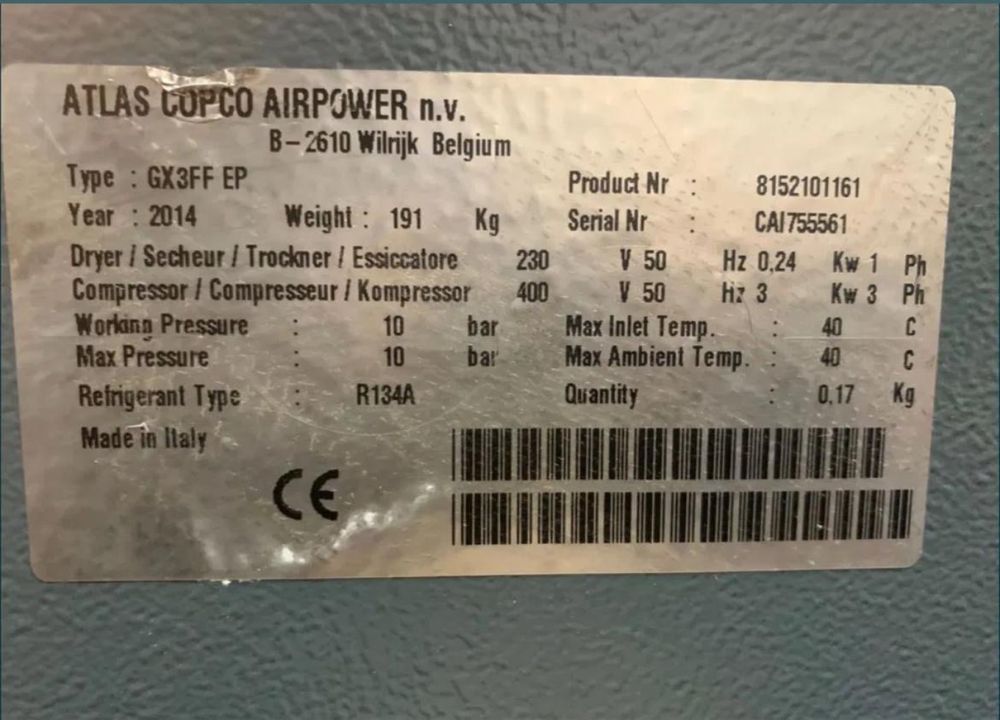 ATLAS COPCO AIRPOWER n.v.
B-2610 Wilrijk Belgium
Type : GX3FF EP Product Nr : 8152101161
Year : 2014 Weight : 191 Kg Serial Nr : CAI755561
Dryer / Secheur / Trockner / Essiccatore 230 V 50 Hz 0,24 Kw 1 Ph
Compressor / Compresseur / Kompressor 400 V 50 Hz 3 Kw 3 Ph
Working Pressure : 10 bar Max Inlet Temp. : 40 C
Max Pressure : 10 bar Max Ambient Temp. : 40 C
Refrigerant Type : R134A Quantity : 0,17 Kg
Made in Italy
CE